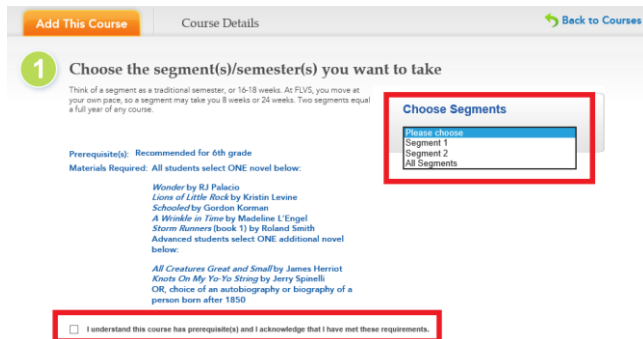 Add This Course
Course Details
Back to Courses
1
Choose the segment(s)/semester(s) you want to take
Think of a segment as a traditional semester, or 16-18 weeks. At FLVS, you move at
your own pace, so a segment may take you 8 weeks or 24 weeks. Two segments equal
a full year of any course.
Choose Segments
Please choose
Segment 1
Segment 2
All Segments
Prerequisite(s): Recommended for 6th grade
Materials Required: All students select ONE novel below:
Wonder by RJ Palacio
Lions of Little Rock by Kristin Levine
Schooled by Gordon Korman
A Wrinkle in Time by Madeline L'Engel
Storm Runners (book 1) by Roland Smith
Advanced students select ONE additional novel
below:
All Creatures Great and Small by James Herriot
Knots On My Yo-Yo String by Jerry Spinelli
OR, choice of an autobiography or biography of a
person born after 1850
I understand this course has prerequisite(s) and I acknowledge that I have met these requirements.